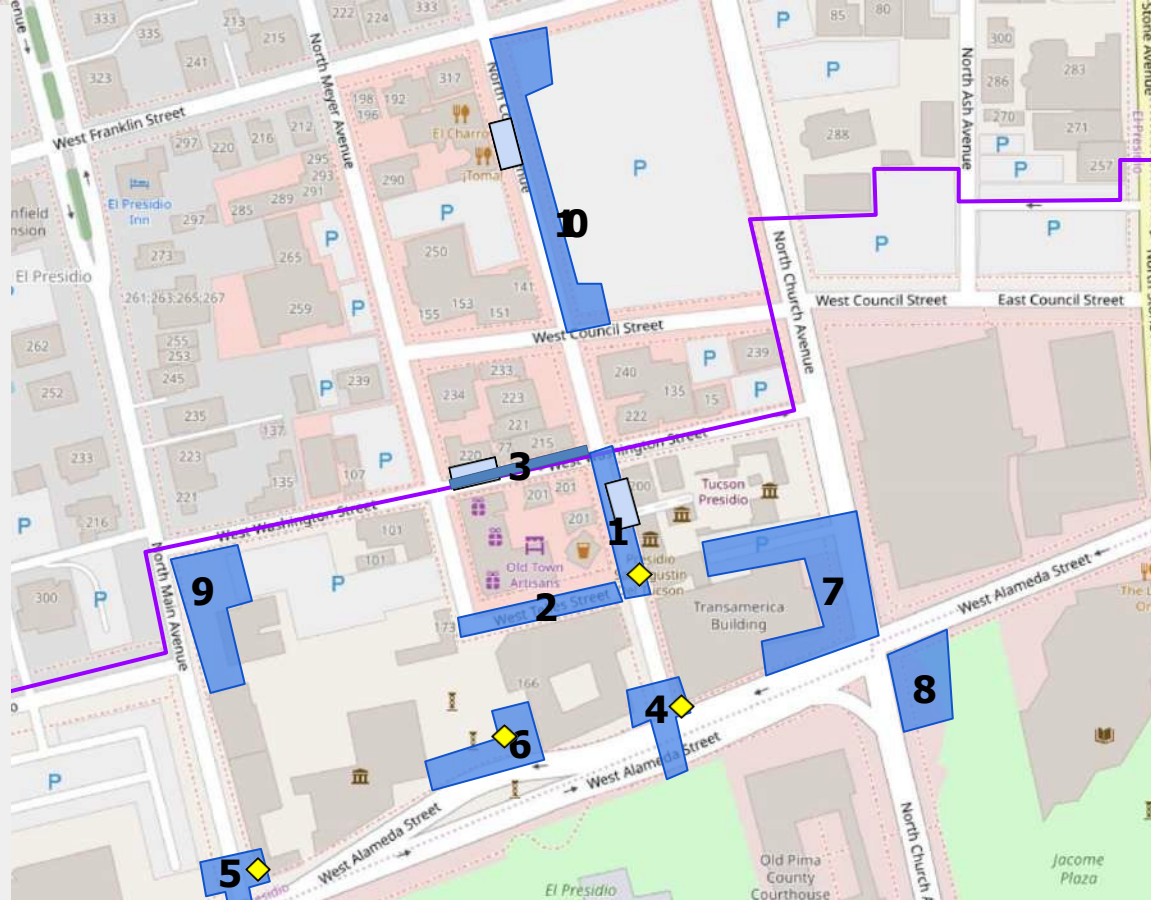 333
335
213
215
241
323
222
224
333
West Franklin Street
North Meyer Avenue
317
198
192
196
El Charro
¡Toma!
290
P
85
80
P
P
300
286
270
283
271
257
288
North Ash Avenue
Stone Avenue
El Presidio
P
P
P
P
297
220
216
212
295
293
291
289
285
El Presidio
Inn
297
273
265
259
261;263;265;267
El Presidio
262
255
253
245
252
235
223
233
137
135
107
221
216
P
P
P
P
239
P
P
250
153
155
151
141
10
P
West Council Street
North Church Avenue
West Council Street
East Council Street
234
233
223
221
215
220
240
135
15
222
239
P
P
West Washington Street
West Washington Street
3
201
201
201
200
1
Old Town
Artisans
Tucson
Presidio
P
7
Transamerica
Building
West Alameda Street
101
101
P
300
P
9
North Main Avenue
2
173
166
6
4
8
West Alameda Street
West Alameda Street
5
P
El Presidio
Old Pima
County
Courthouse
North Church A
Jacome
Plaza